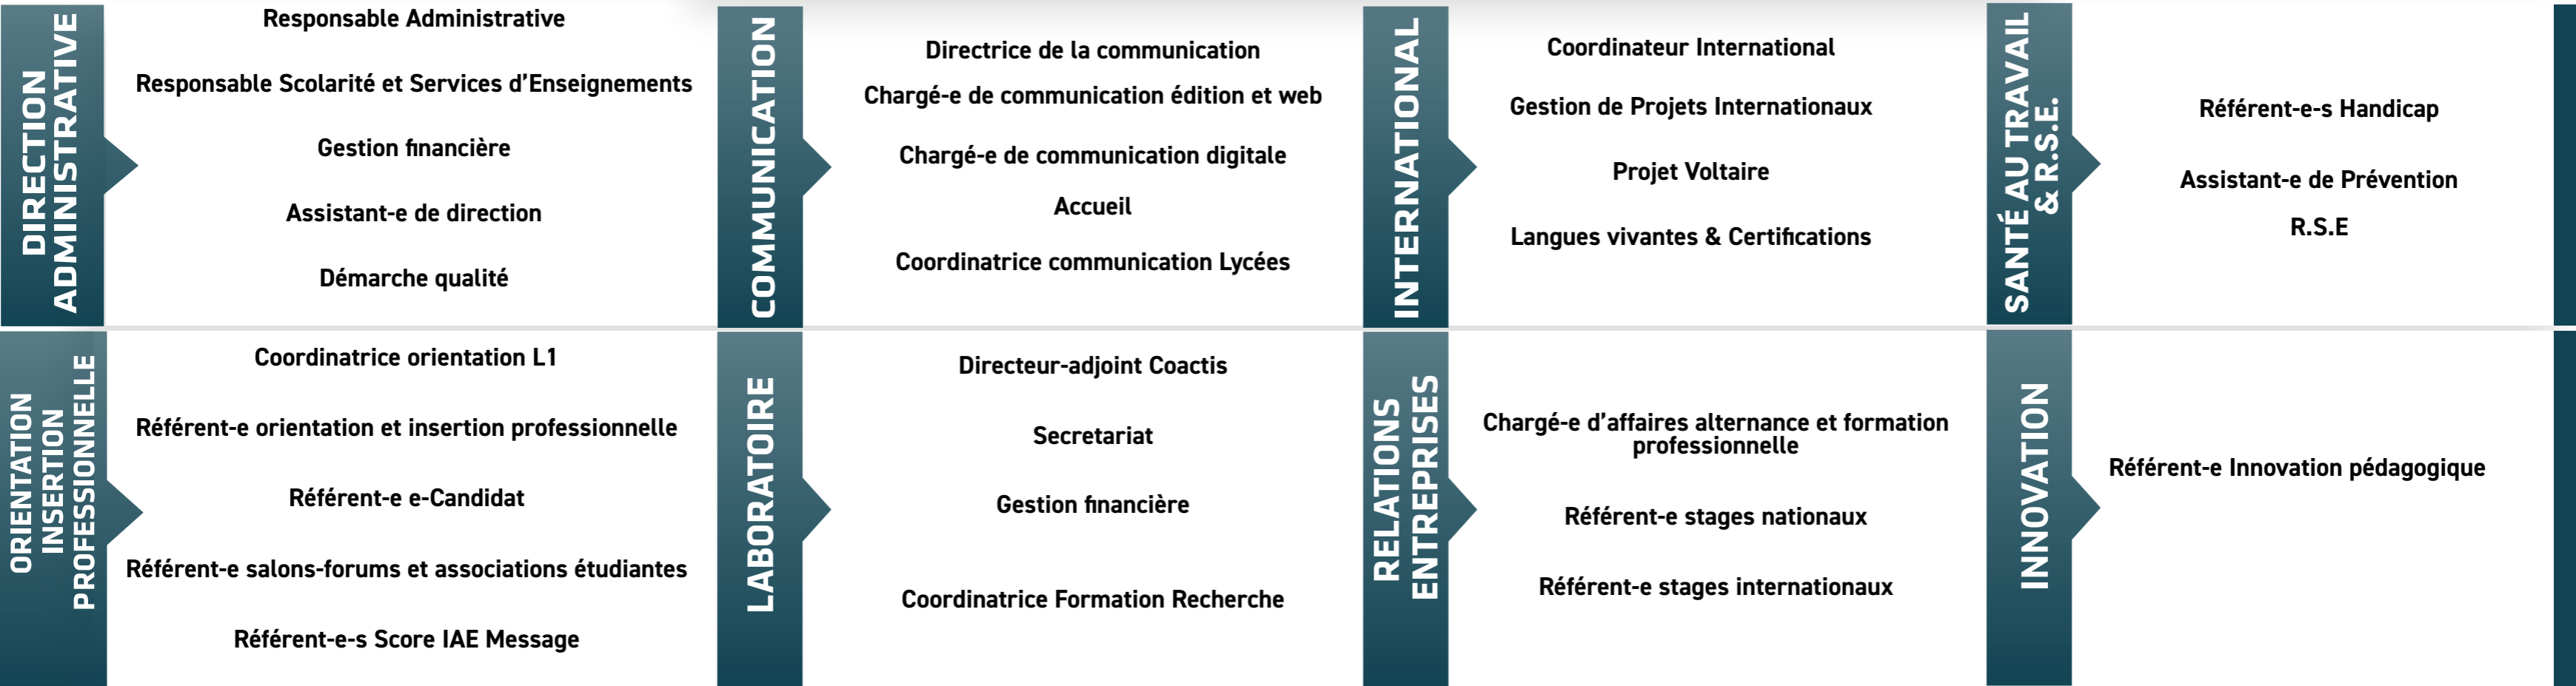 DIRECTION
ADMINISTRATIVE
Responsable Administrative
Responsable Scolarité et Services d’Enseignements
Gestion financière
Assistant-e de direction
Démarche qualité
COMMUNICATION
Directrice de la communication
Chargé-e de communication édition et web
Chargé-e de communication digitale
Accueil
Coordinatrice communication Lycées
INTERNATIONAL
Coordinateur International
Gestion de Projets Internationaux
Projet Voltaire
Langues vivantes & Certifications
SANTÉ AU TRAVAIL
& R.S.E.
Référent-e-s Handicap
Assistant-e de Prévention
R.S.E
ORIENTATION
INSERTION
PROFESSIONNELLE
Coordinatrice orientation L1
Référent-e orientation et insertion professionnelle
Référent-e e-Candidat
Référent-e salons-forums et associations étudiantes
Référent-e-s Score IAE Message
LABORATOIRE
Directeur-adjoint Coactis
Secretariat
Gestion financière
Coordinatrice Formation Recherche
RELATIONS
ENTREPRISES
Chargé-e d’affaires alternance et formation
professionnelle
Référent-e stages nationaux
Référent-e stages internationaux
INNOVATION
Référent-e Innovation pédagogique